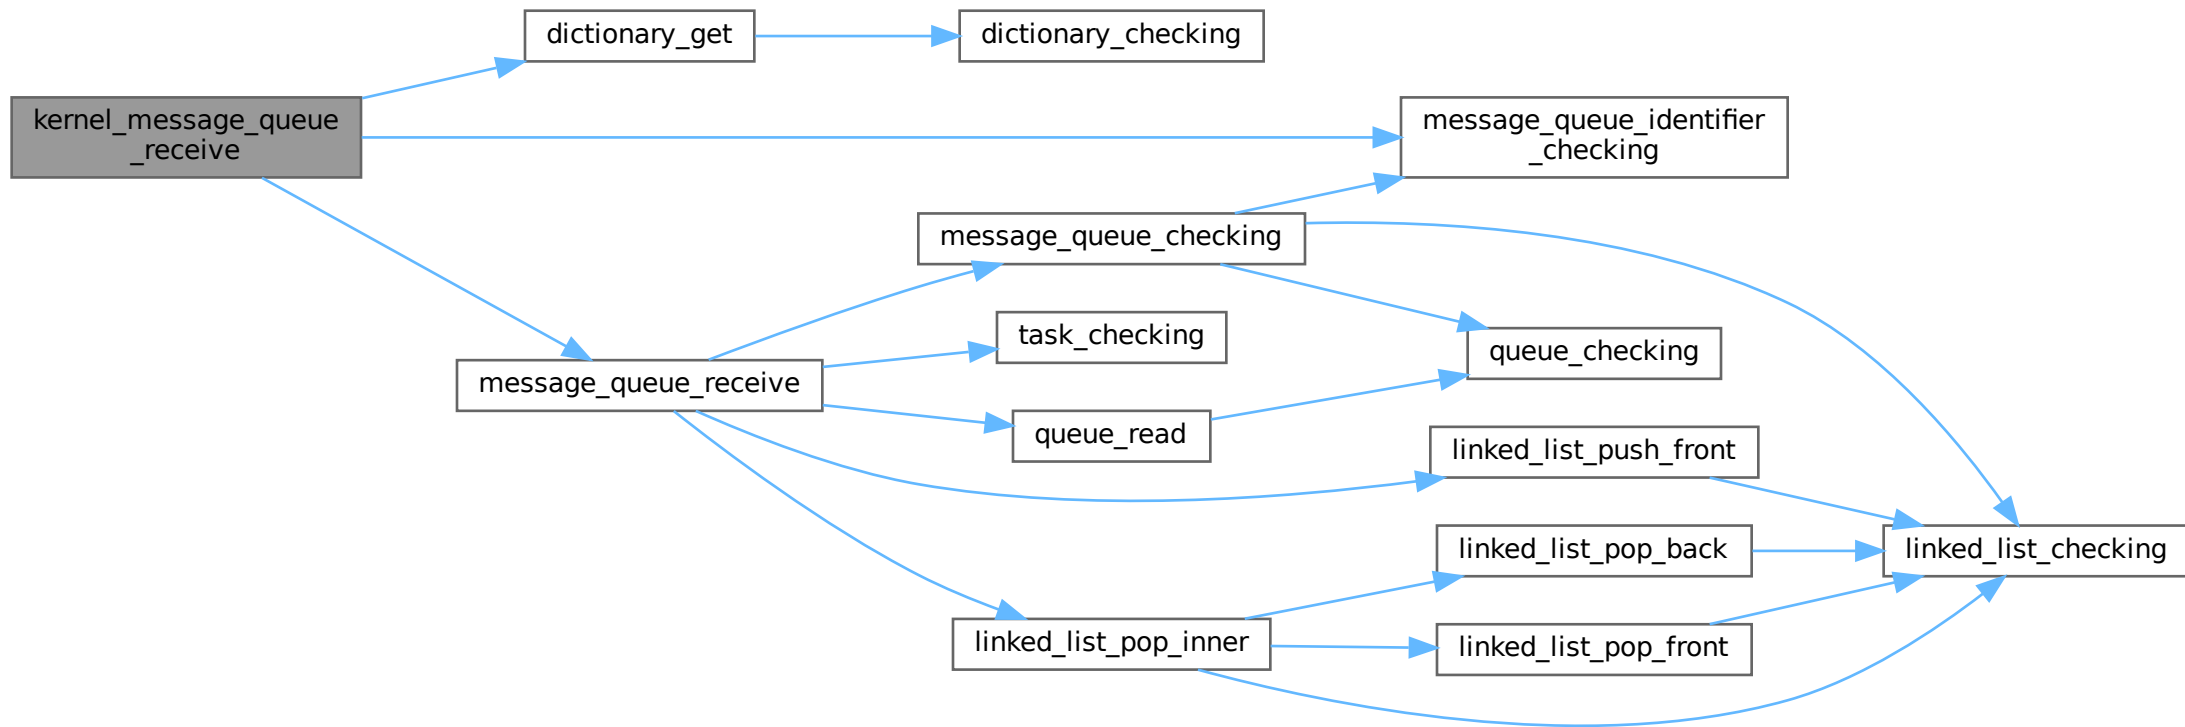 dictionary_get
dictionary_checking
kernel_message_queue
_receive
message_queue_identifier
_checking
message_queue_checking
task_checking
queue_checking
message_queue_receive
queue_read
linked_list_push_front
linked_list_pop_back
linked_list_checking
linked_list_pop_inner
linked_list_pop_front